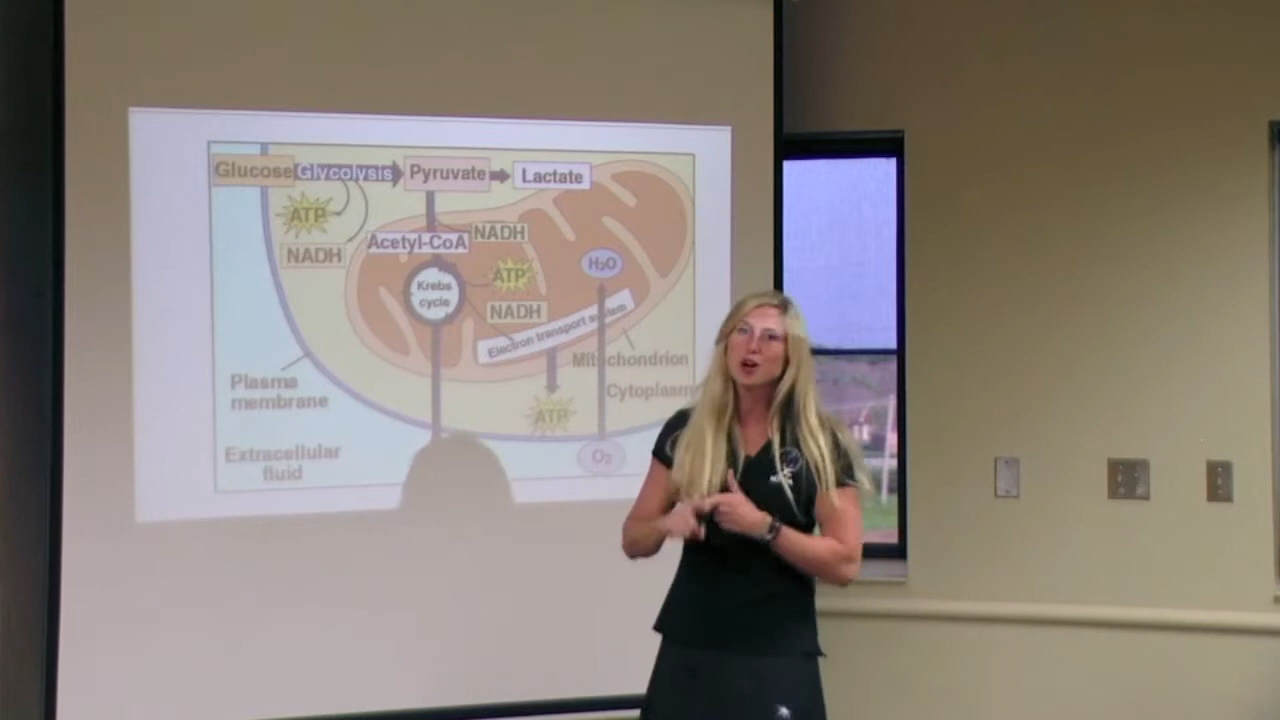 Glucose Glycolysis Pyruvate Lactate
ATP
NADH
Acetyl-CoA NADH
H₂O
ATP
Krebs
cycle
NADH
Electron transport system
Mitochondrion
Plasma
membrane
Cytoplasm
ATP
Extracellular
fluid
O₂